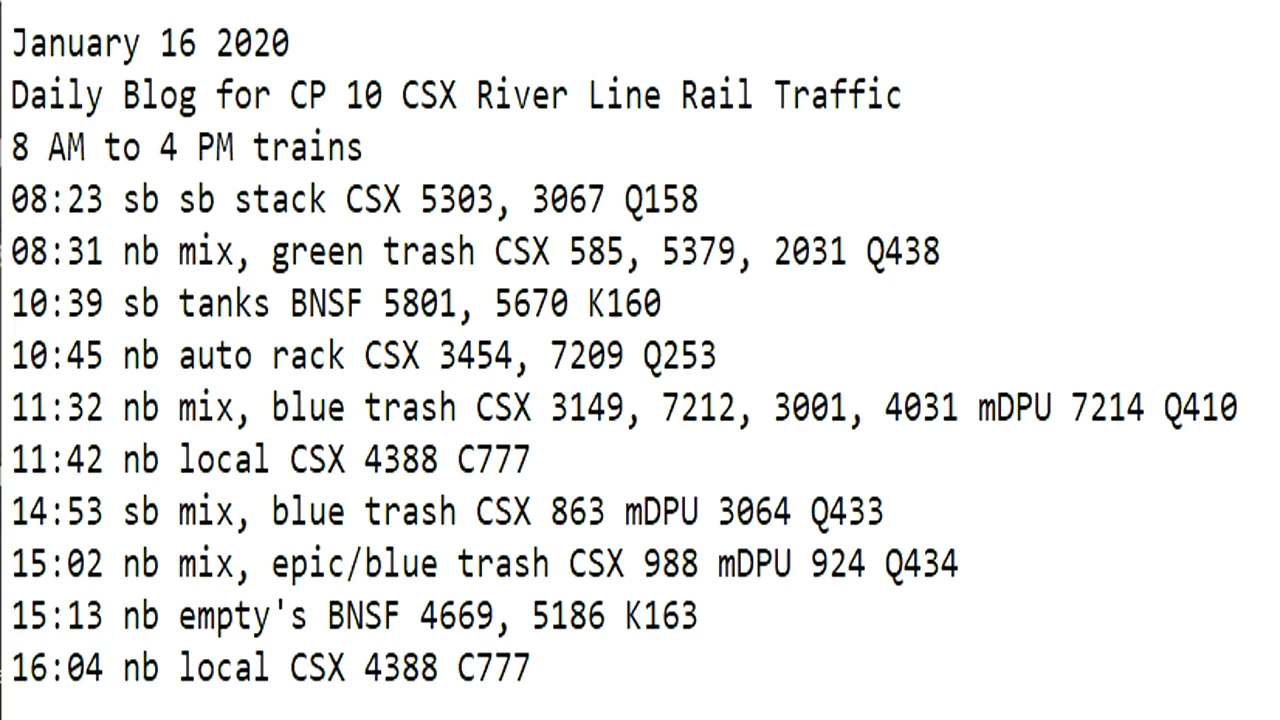 January 16 2020
Daily Blog for CP 10 CSX River Line Rail Traffic
8 AM to 4 PM trains
08:23 sb sb stack CSX 5303, 3067 Q158
08:31 nb mix, green trash CSX 585, 5379, 2031 Q438
10:39 sb tanks BNSF 5801, 5670 K160
10:45 nb auto rack CSX 3454, 7209 Q253
11:32 nb mix, blue trash CSX 3149, 7212, 3001, 4031 mDPU 7214 Q410
11:42 nb local CSX 4388 C777
14:53 sb mix, blue trash CSX 863 mDPU 3064 Q433
15:02 nb mix, epic/blue trash CSX 988 mDPU 924 Q434
15:13 nb empty's BNSF 4669, 5186 K163
16:04 nb local CSX 4388 C777